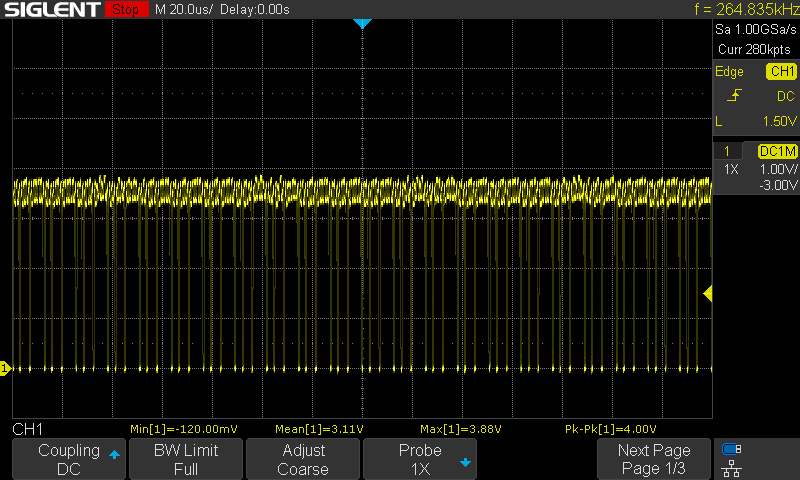 SIGLENT Stop M 20.0us/ Delay:0.00s f = 264.835kHz
Sa 1.00GSa/s
Curr 280kpts
Edge CH1
DC
L 1.50V
1 DC1M
1X 1.00V/
-3.00V
1
CH1 Min[1]=-120.00mV Mean[1]=3.11V Max[1]=3.88V Pk-Pk[1]=4.00V
Coupling BW Limit Adjust Probe Next Page
DC Full Coarse 1X Page 1/3